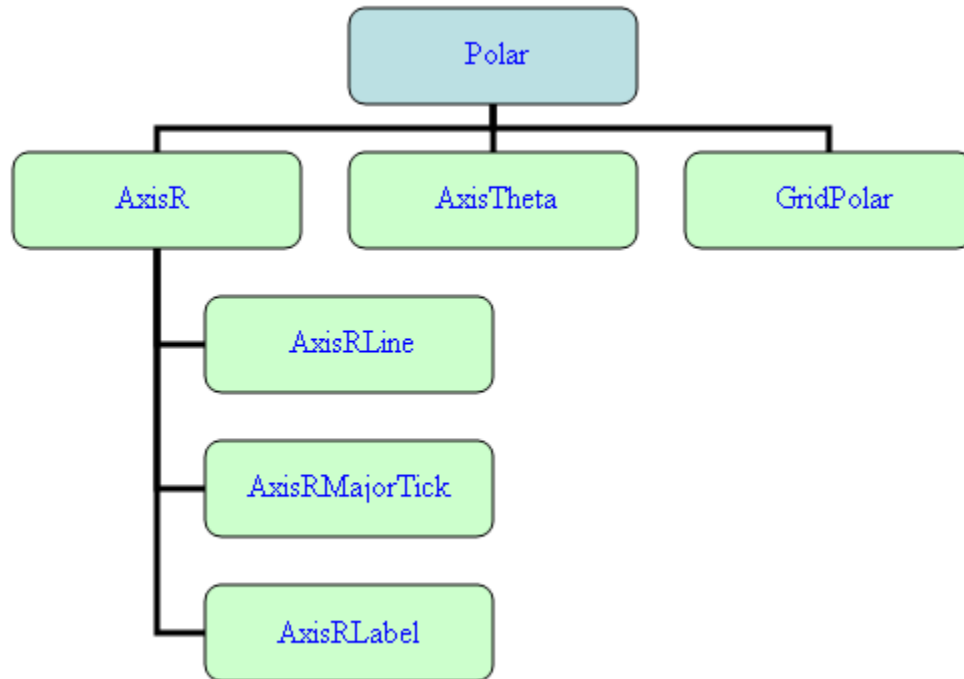 Polar
AxisR
AxisTheta
GridPolar
AxisRLine
AxisRMajorTick
AxisRLabel